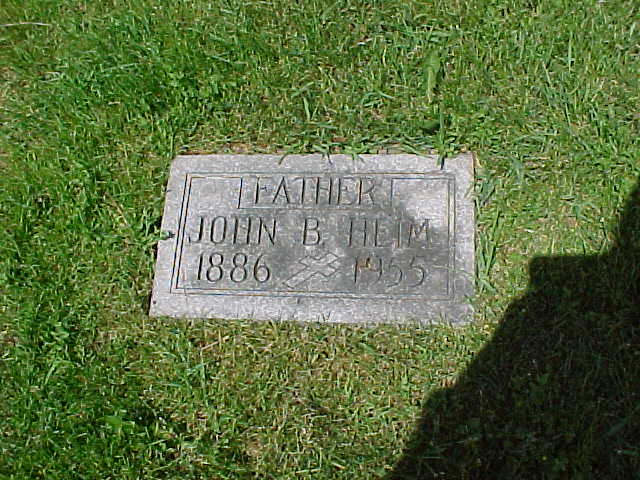 FATHER
JOHN B. HEIM
1886 1955